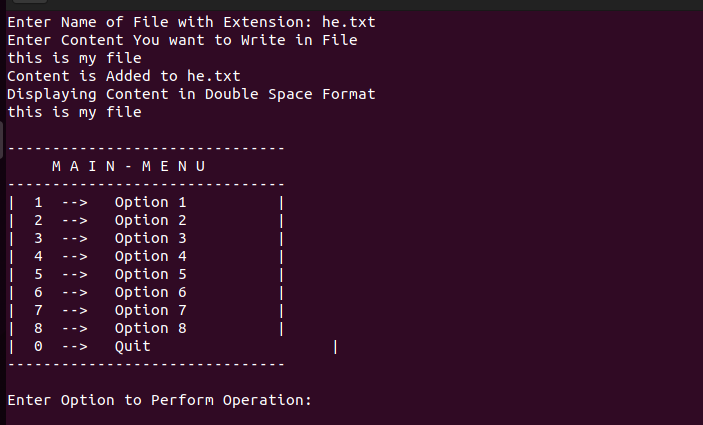 Enter Name of File with Extension: he.txt
Enter Content You want to Write in File
this is my file
Content is Added to he.txt
Displaying Content in Double Space Format
this is my file

-------------------------------
     M A I N - M E N U
-------------------------------
|  1  -->   Option 1          |
|  2  -->   Option 2          |
|  3  -->   Option 3          |
|  4  -->   Option 4          |
|  5  -->   Option 5          |
|  6  -->   Option 6          |
|  7  -->   Option 7          |
|  8  -->   Option 8          |
|  0  -->   Quit                    |
-------------------------------

Enter Option to Perform Operation: